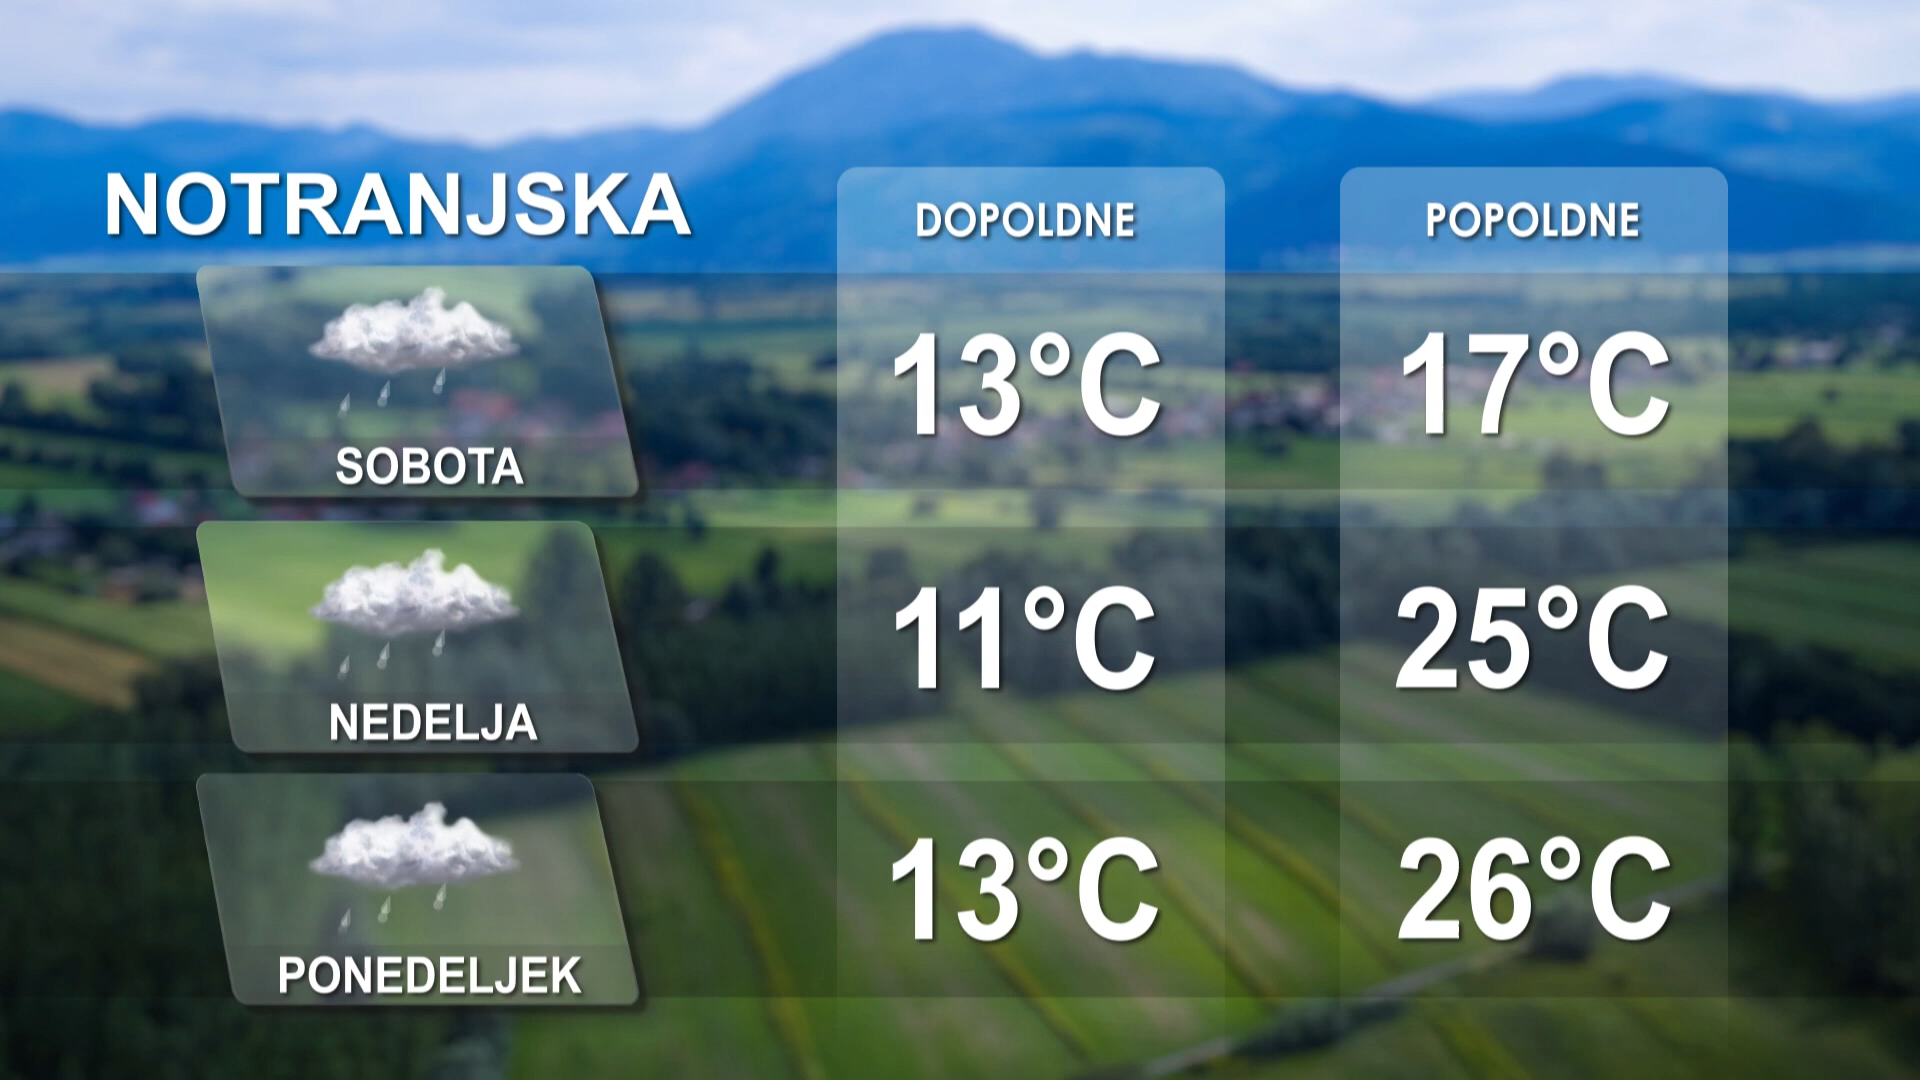 NOTRANJSKA
DOPOLDNE POPOLDNE
13°C 17°C
SOBOTA
11°C 25°C
NEDELJA
13°C 26°C
PONEDELJEK